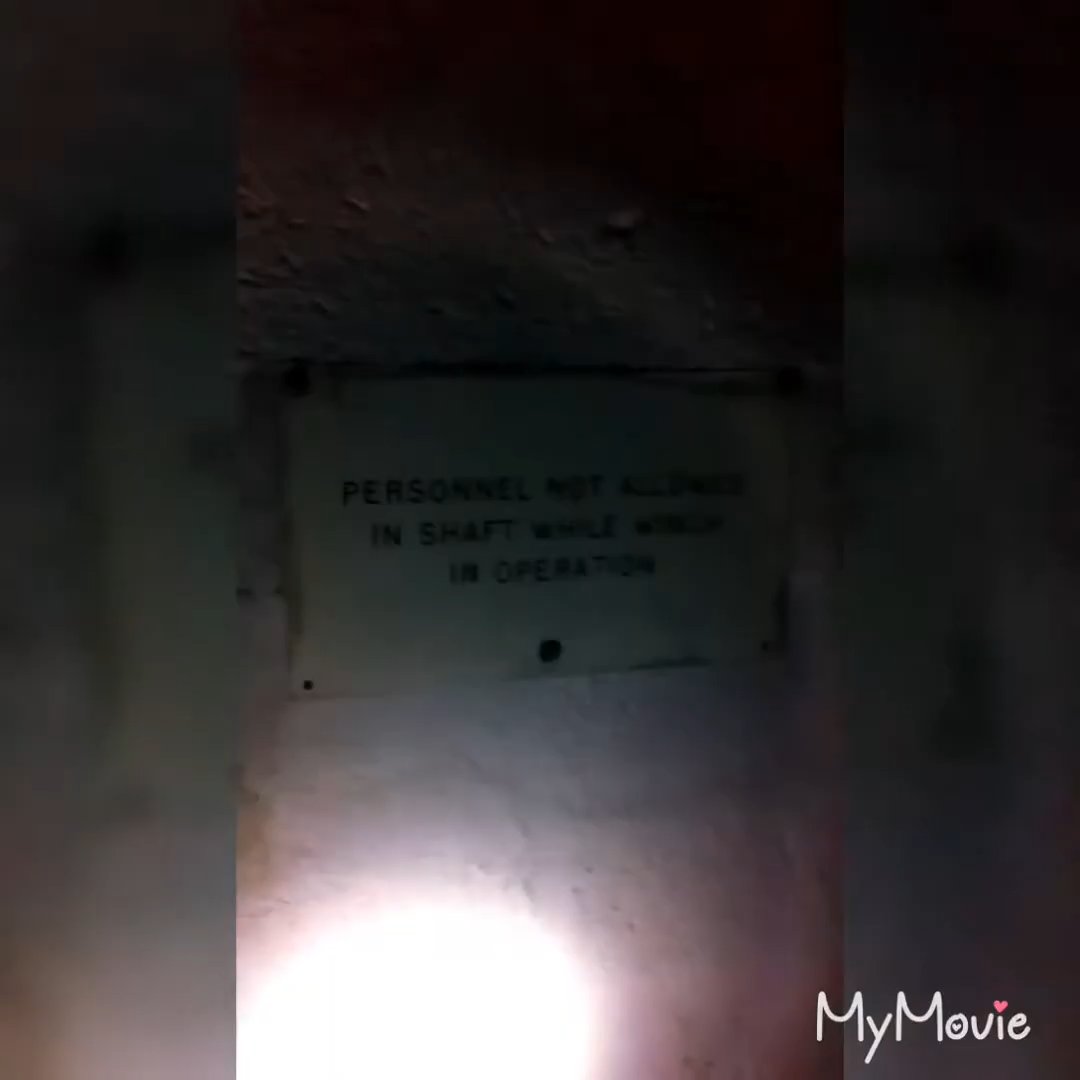 PERSONNEL NOT ALLOWED
IN SHAFT WHILE WINCH
IN OPERATION
MyMovie